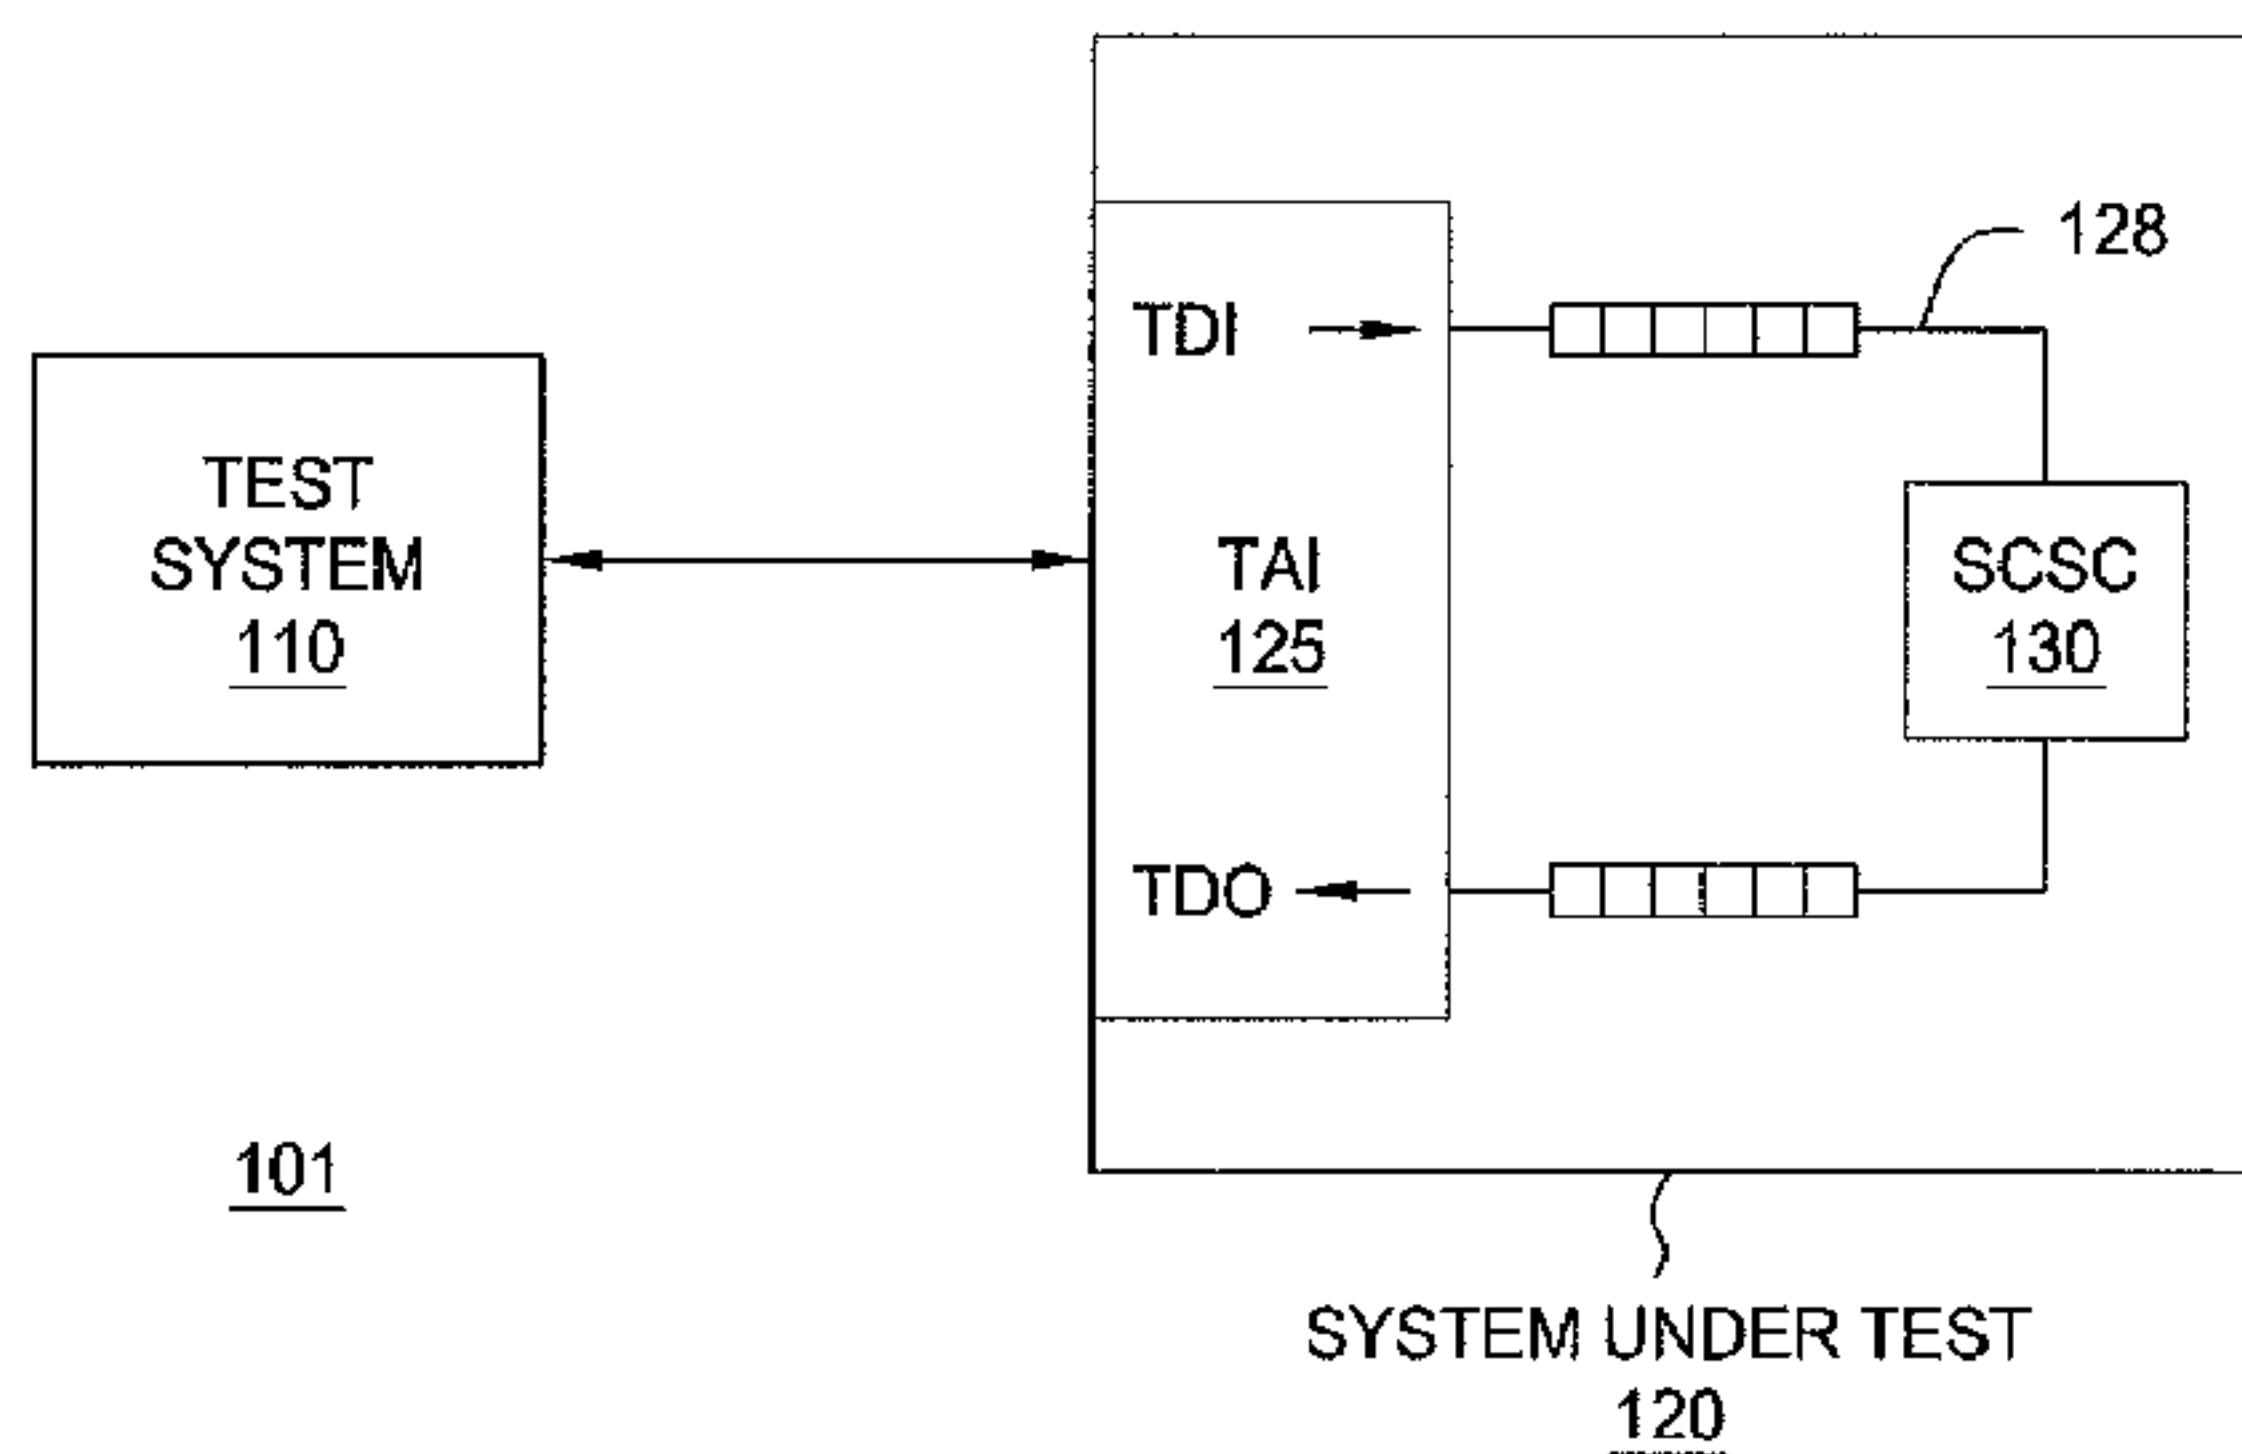 128
TDI
TEST
SYSTEM
110
TAI
125
SCSC
130
TDO
101
SYSTEM UNDER TEST
120